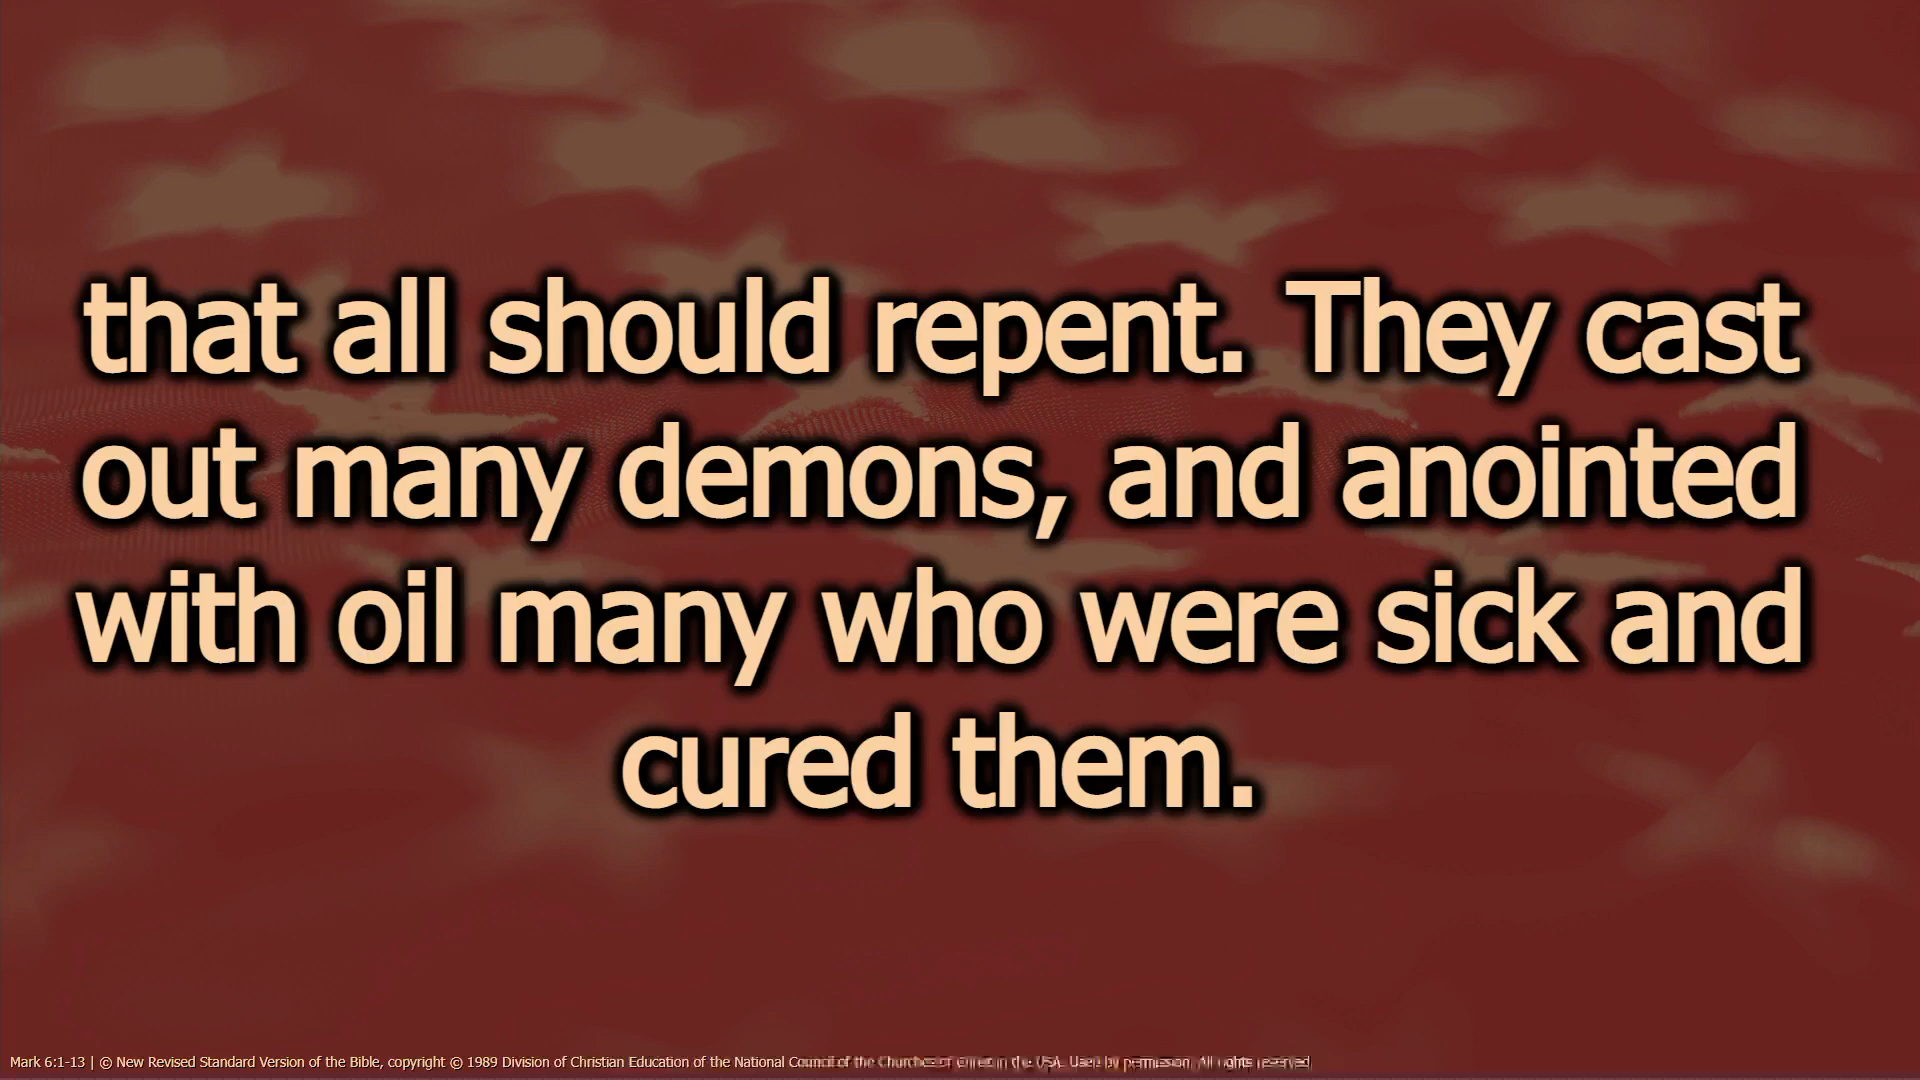 that all should repent. They cast
out many demons, and anointed
with oil many who were sick and
cured them.
Mark 6:1-13 | © New Revised Standard Version of the Bible, copyright © 1989 Division of Christian Education of the National Council of the Churches of Christ in the USA. Used by permission. All rights reserved.